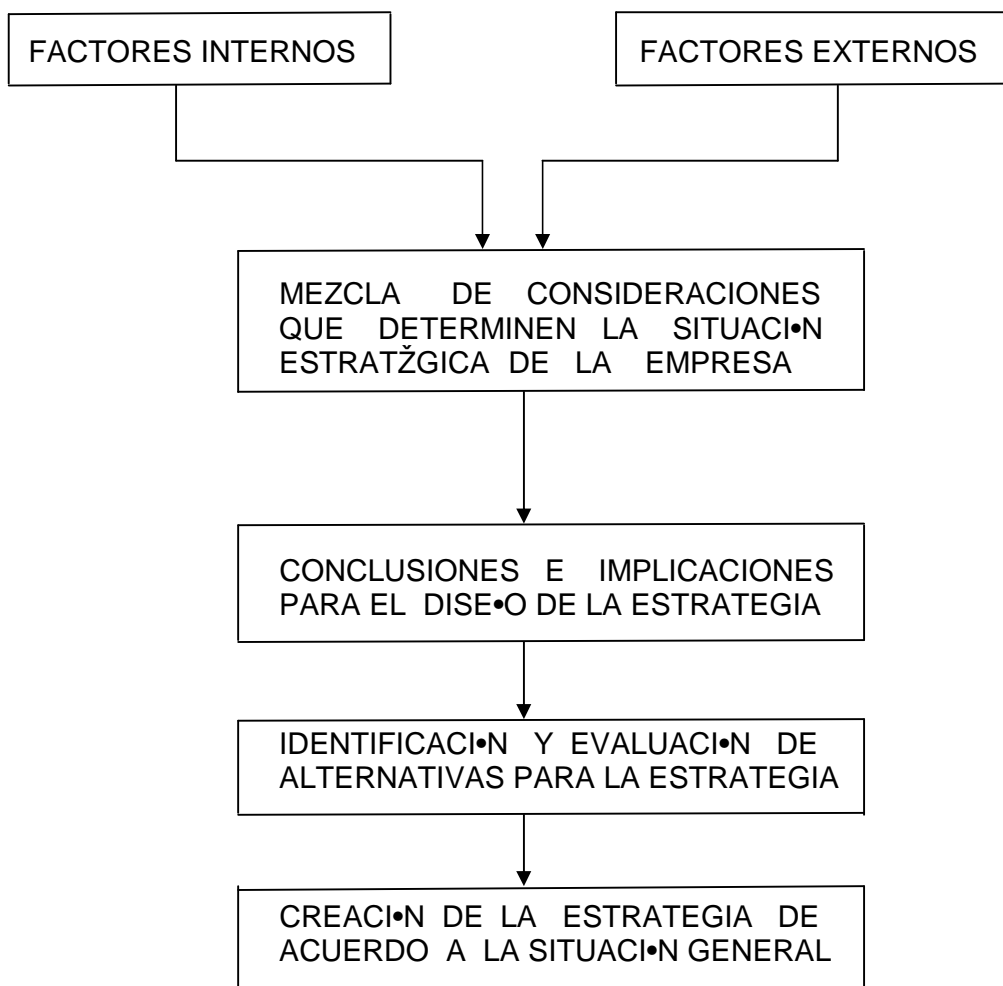 FACTORES INTERNOS
FACTORES EXTERNOS
MEZCLA DE CONSIDERACIONES
QUE DETERMINEN LA SITUACI•N
ESTRATŽGICA DE LA EMPRESA
CONCLUSIONES E IMPLICACIONES
PARA EL DISE•O DE LA ESTRATEGIA
IDENTIFICACI•N Y EVALUACI•N DE
ALTERNATIVAS PARA LA ESTRATEGIA
CREACI•N DE LA ESTRATEGIA DE
ACUERDO A LA SITUACI•N GENERAL